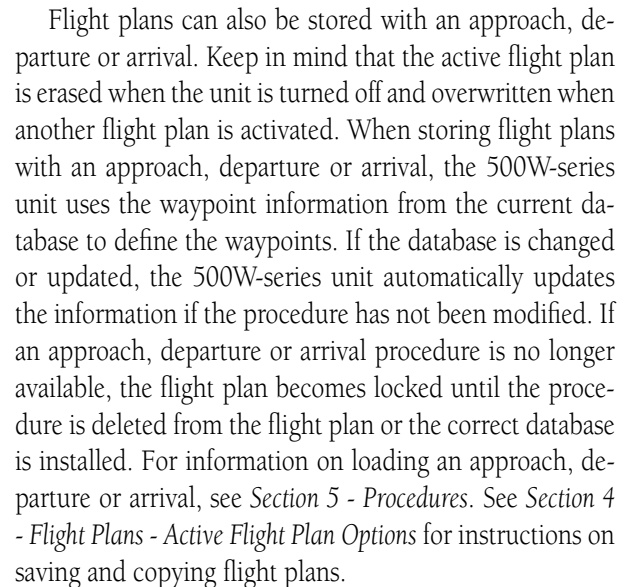 Flight plans can also be stored with an approach, de-
parture or arrival. Keep in mind that the active flight plan
is erased when the unit is turned off and overwritten when
another flight plan is activated. When storing flight plans
with an approach, departure or arrival, the 500W-series
unit uses the waypoint information from the current da-
tabase to define the waypoints. If the database is changed
or updated, the 500W-series unit automatically updates
the information if the procedure has not been modified. If
an approach, departure or arrival procedure is no longer
available, the flight plan becomes locked until the proce-
dure is deleted from the flight plan or the correct database
is installed. For information on loading an approach, de-
parture or arrival, see Section 5 - Procedures. See Section 4
- Flight Plans - Active Flight Plan Options for instructions on
saving and copying flight plans.